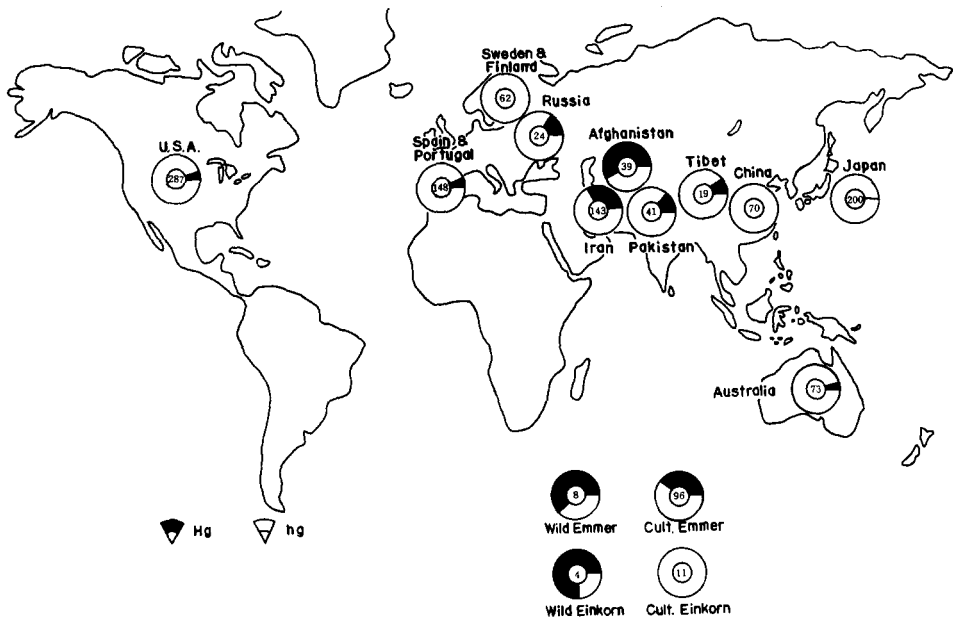 Sweden &
Finland
62
Russia
24
U.S.A.
287
Spain &
Portugal
148
Afghanistan
39
Tibet
19
China
70
Japan
200
143
Iran
41
Pakistan
Australia
73
Hg
hg
8
Wild Emmer
96
Cult. Emmer
4
Wild Einkorn
11
Cult. Einkorn